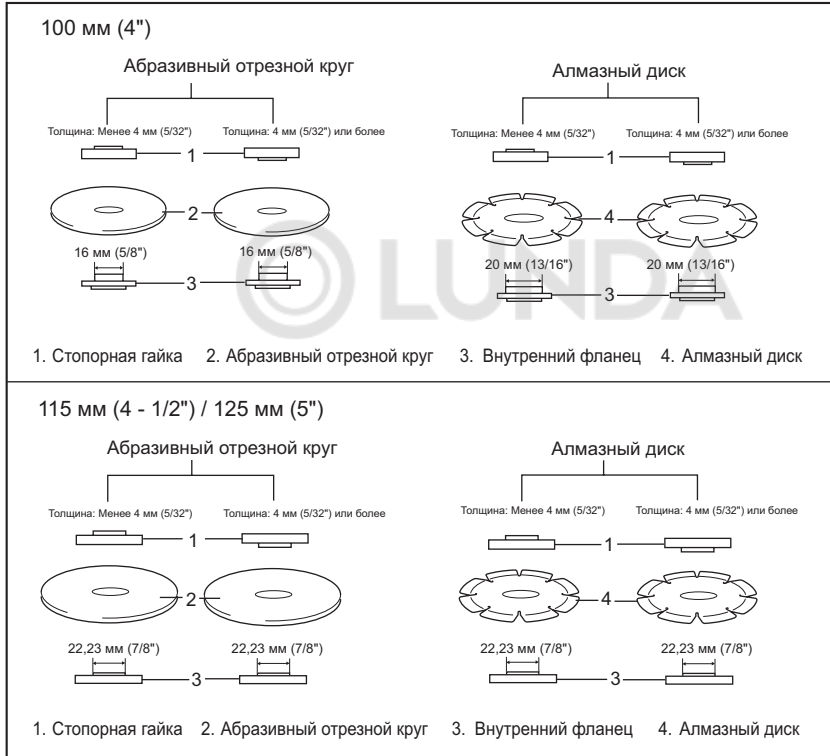 100 мм (4")
Абразивный отрезной круг
Алмазный диск
Толщина: Менее 4 мм (5/32")
Толщина: 4 мм (5/32") или более
Толщина: Менее 4 мм (5/32")
Толщина: 4 мм (5/32") или более
1
1
2
4
16 мм (5/8")
16 мм (5/8")
20 мм (13/16")
20 мм (13/16")
3
3
LUNDA
1. Стопорная гайка 2. Абразивный отрезной круг 3. Внутренний фланец 4. Алмазный диск
115 мм (4 - 1/2") / 125 мм (5")
Абразивный отрезной круг
Алмазный диск
Толщина: Менее 4 мм (5/32")
Толщина: 4 мм (5/32") или более
Толщина: Менее 4 мм (5/32")
Толщина: 4 мм (5/32") или более
1
1
2
4
22,23 мм (7/8")
22,23 мм (7/8")
22,23 мм (7/8")
22,23 мм (7/8")
3
3
1. Стопорная гайка 2. Абразивный отрезной круг 3. Внутренний фланец 4. Алмазный диск